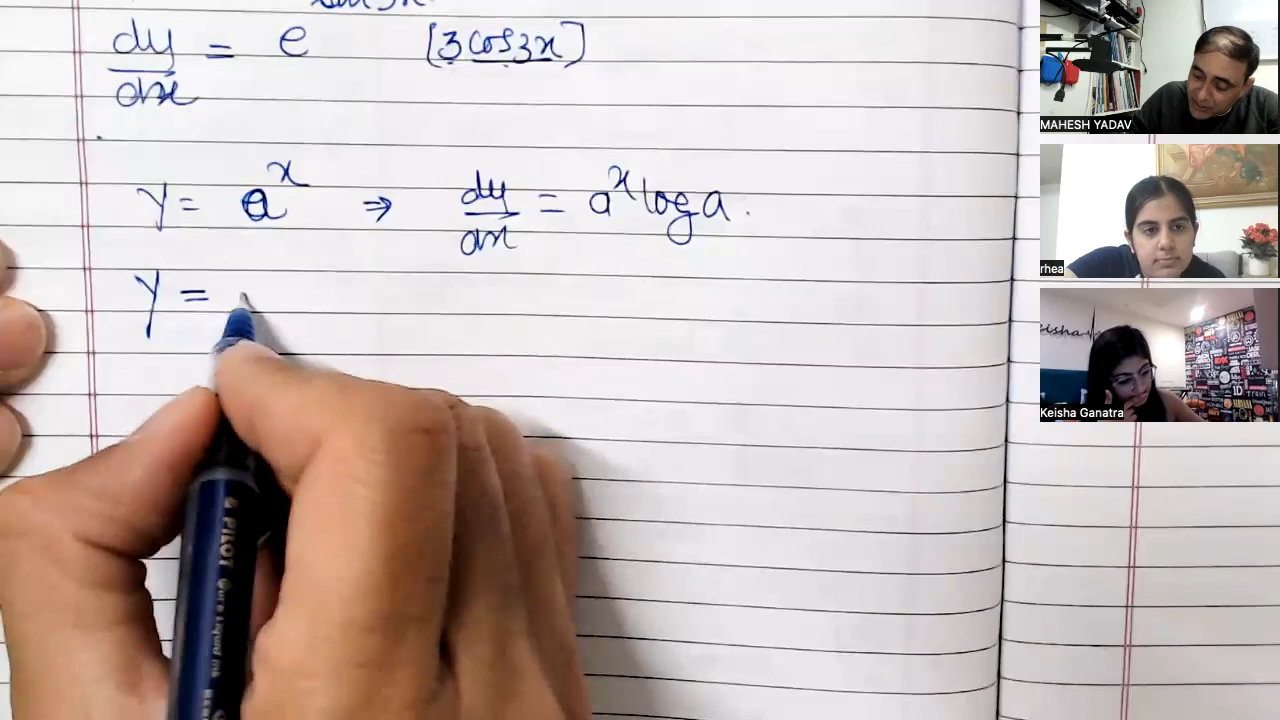 dy/dx = e [3cos3x]
y = a^x ⇒ dy/dx = a^x log a.
y =
MAHESH YADAV
rhea
Keisha Ganatra
PILOT